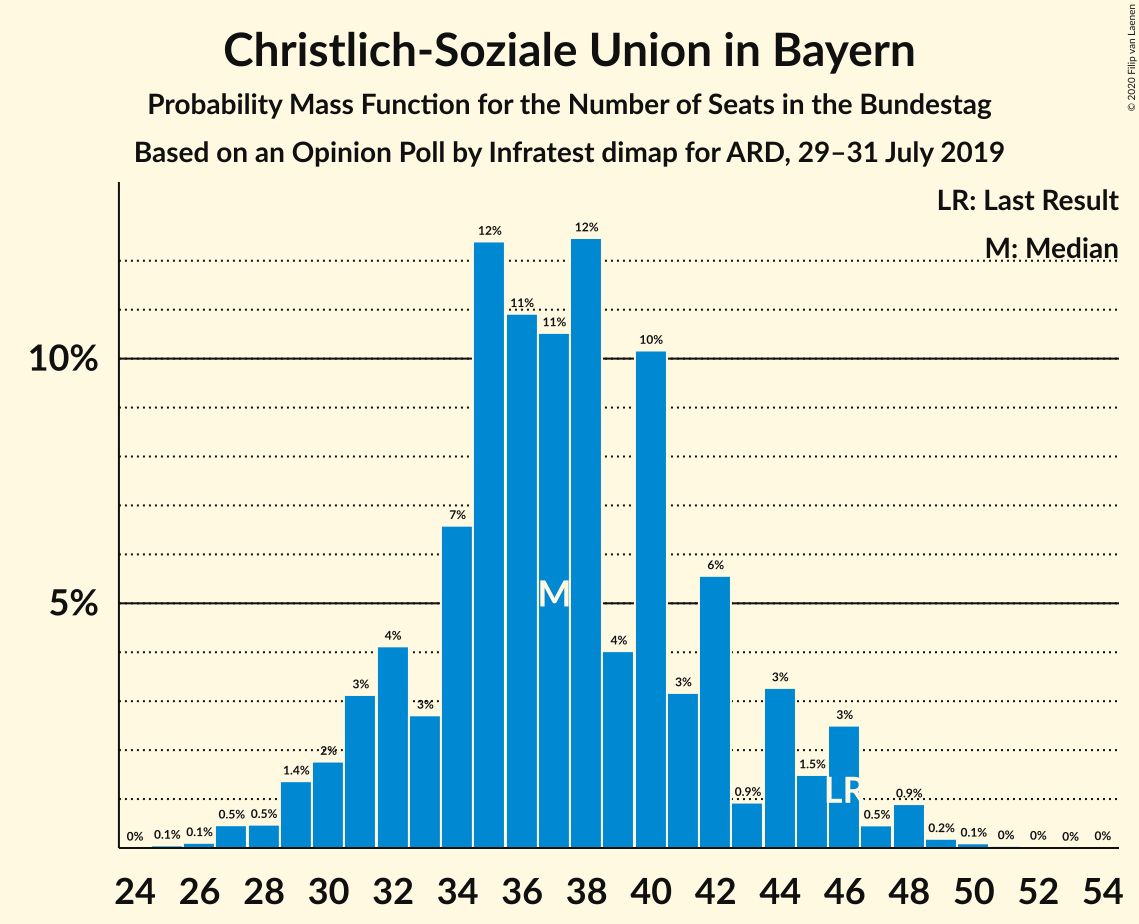 Christlich-Soziale Union in Bayern
Probability Mass Function for the Number of Seats in the Bundestag
Based on an Opinion Poll by Infratest dimap for ARD, 29–31 July 2019
© 2020 Filip van Laenen
LR: Last Result
M: Median
10%
5%
0% 0.1% 0.1% 0.5% 0.5% 1.4% 2% 3% 4% 3% 7% 12% 11% 11% 12% 4% 10% 3% 6% 0.9% 3% 1.5% 3% 0.5% 0.9% 0.2% 0.1% 0% 0% 0% 0%
M
LR
24 26 28 30 32 34 36 38 40 42 44 46 48 50 52 54